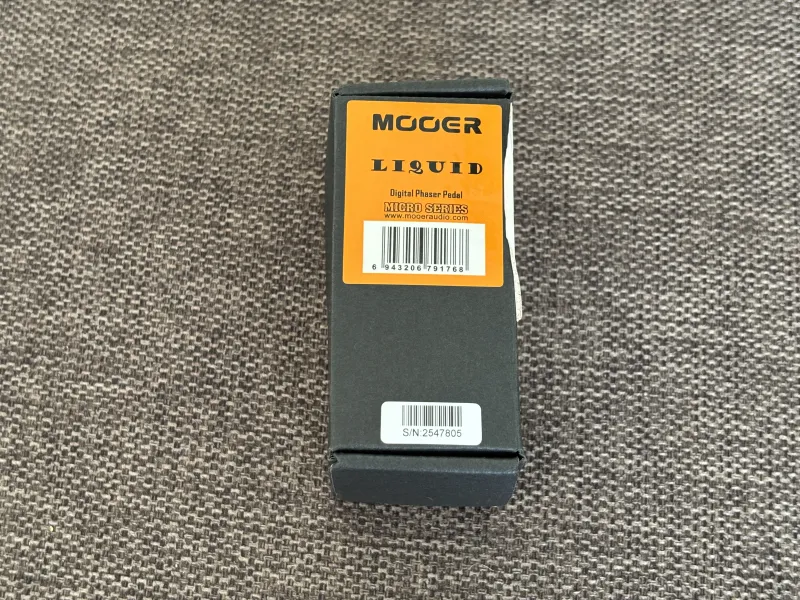 MOOER
LIQUID
Digital Phaser Pedal
MICRO SERIES
www.mooeraudio.com
6 943206 791768
S/N:2547805